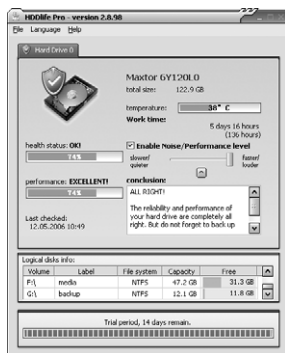 HDDlife Pro - version 2.8.98
File Language Help
Hard Drive 0
Maxtor 6Y120L0
total size: 122.9 GB
temperature: 38° C
Work time:
5 days 16 hours
(136 hours)
health status: OK!
74%
Enable Noise/Performance level
slower/ quieter
faster/ louder
performance: EXCELLENT!
74%
conclusion:
ALL RIGHT!
The reliability and performance of
your hard drive are completely all
right. But do not forget to back up
Last checked:
12.05.2006 10:49
Logical disks info:
Volume Label File system Capacity Free
F:\ media NTFS 47.2 GB 31.3 GB
G:\ backup NTFS 12.1 GB 11.8 GB
Trial period, 14 days remain.